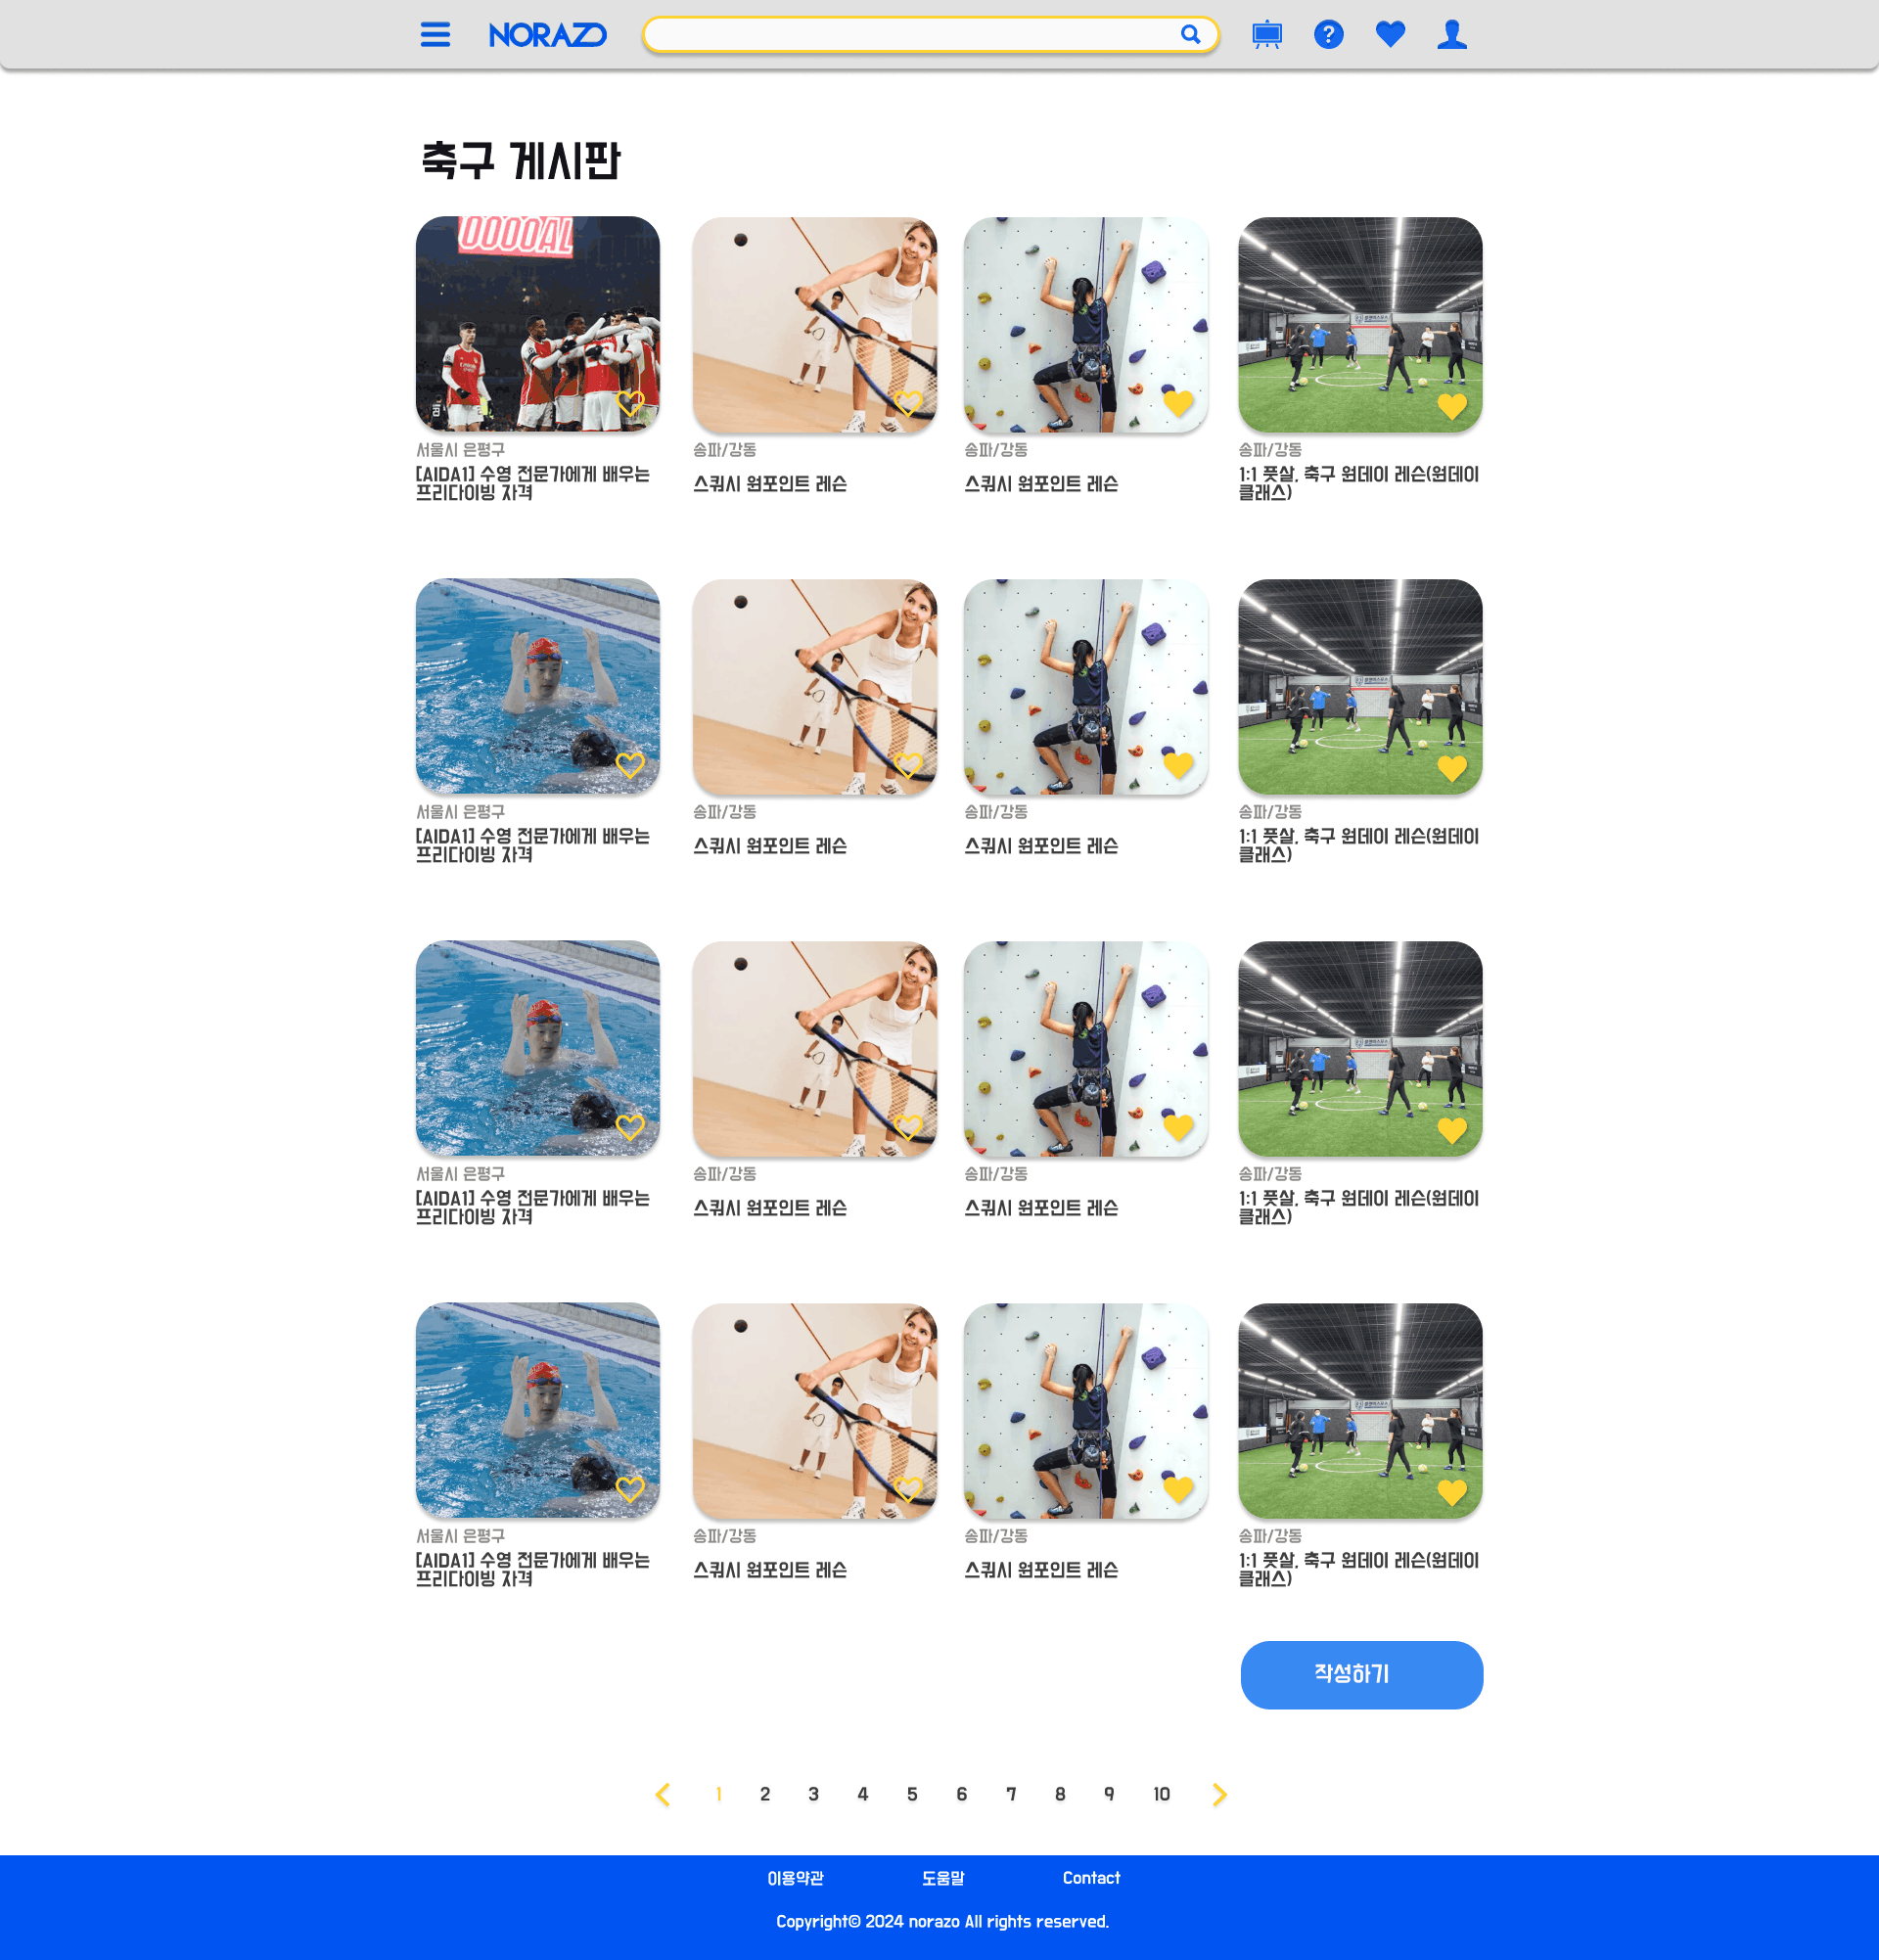 NORAZO
축구 게시판
OOOOAL
서울시 은평구
[AIDA1] 수영 전문가에게 배우는
프리다이빙 자격
송파/강동
스쿼시 원포인트 레슨
송파/강동
스쿼시 원포인트 레슨
송파/강동
1:1 풋살, 축구 원데이 레슨(원데이
클래스)
서울시 은평구
[AIDA1] 수영 전문가에게 배우는
프리다이빙 자격
송파/강동
스쿼시 원포인트 레슨
송파/강동
스쿼시 원포인트 레슨
송파/강동
1:1 풋살, 축구 원데이 레슨(원데이
클래스)
서울시 은평구
[AIDA1] 수영 전문가에게 배우는
프리다이빙 자격
송파/강동
스쿼시 원포인트 레슨
송파/강동
스쿼시 원포인트 레슨
송파/강동
1:1 풋살, 축구 원데이 레슨(원데이
클래스)
서울시 은평구
[AIDA1] 수영 전문가에게 배우는
프리다이빙 자격
송파/강동
스쿼시 원포인트 레슨
송파/강동
스쿼시 원포인트 레슨
송파/강동
1:1 풋살, 축구 원데이 레슨(원데이
클래스)
작성하기
1 2 3 4 5 6 7 8 9 10
이용약관 도움말 Contact
Copyright© 2024 norazo All rights reserved.